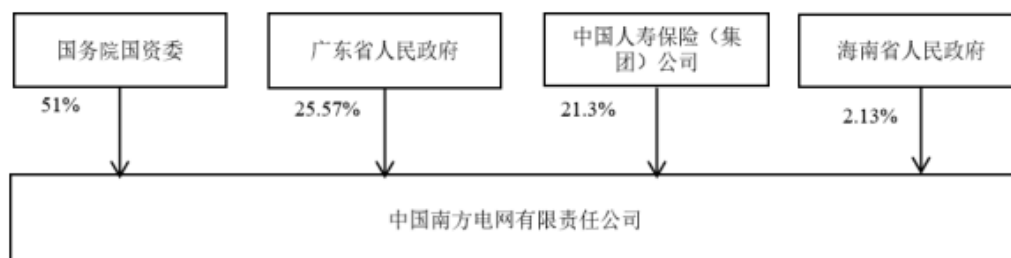 国务院国资委
广东省人民政府
中国人寿保险（集
团）公司
海南省人民政府
51%
25.57%
21.3%
2.13%
中国南方电网有限责任公司